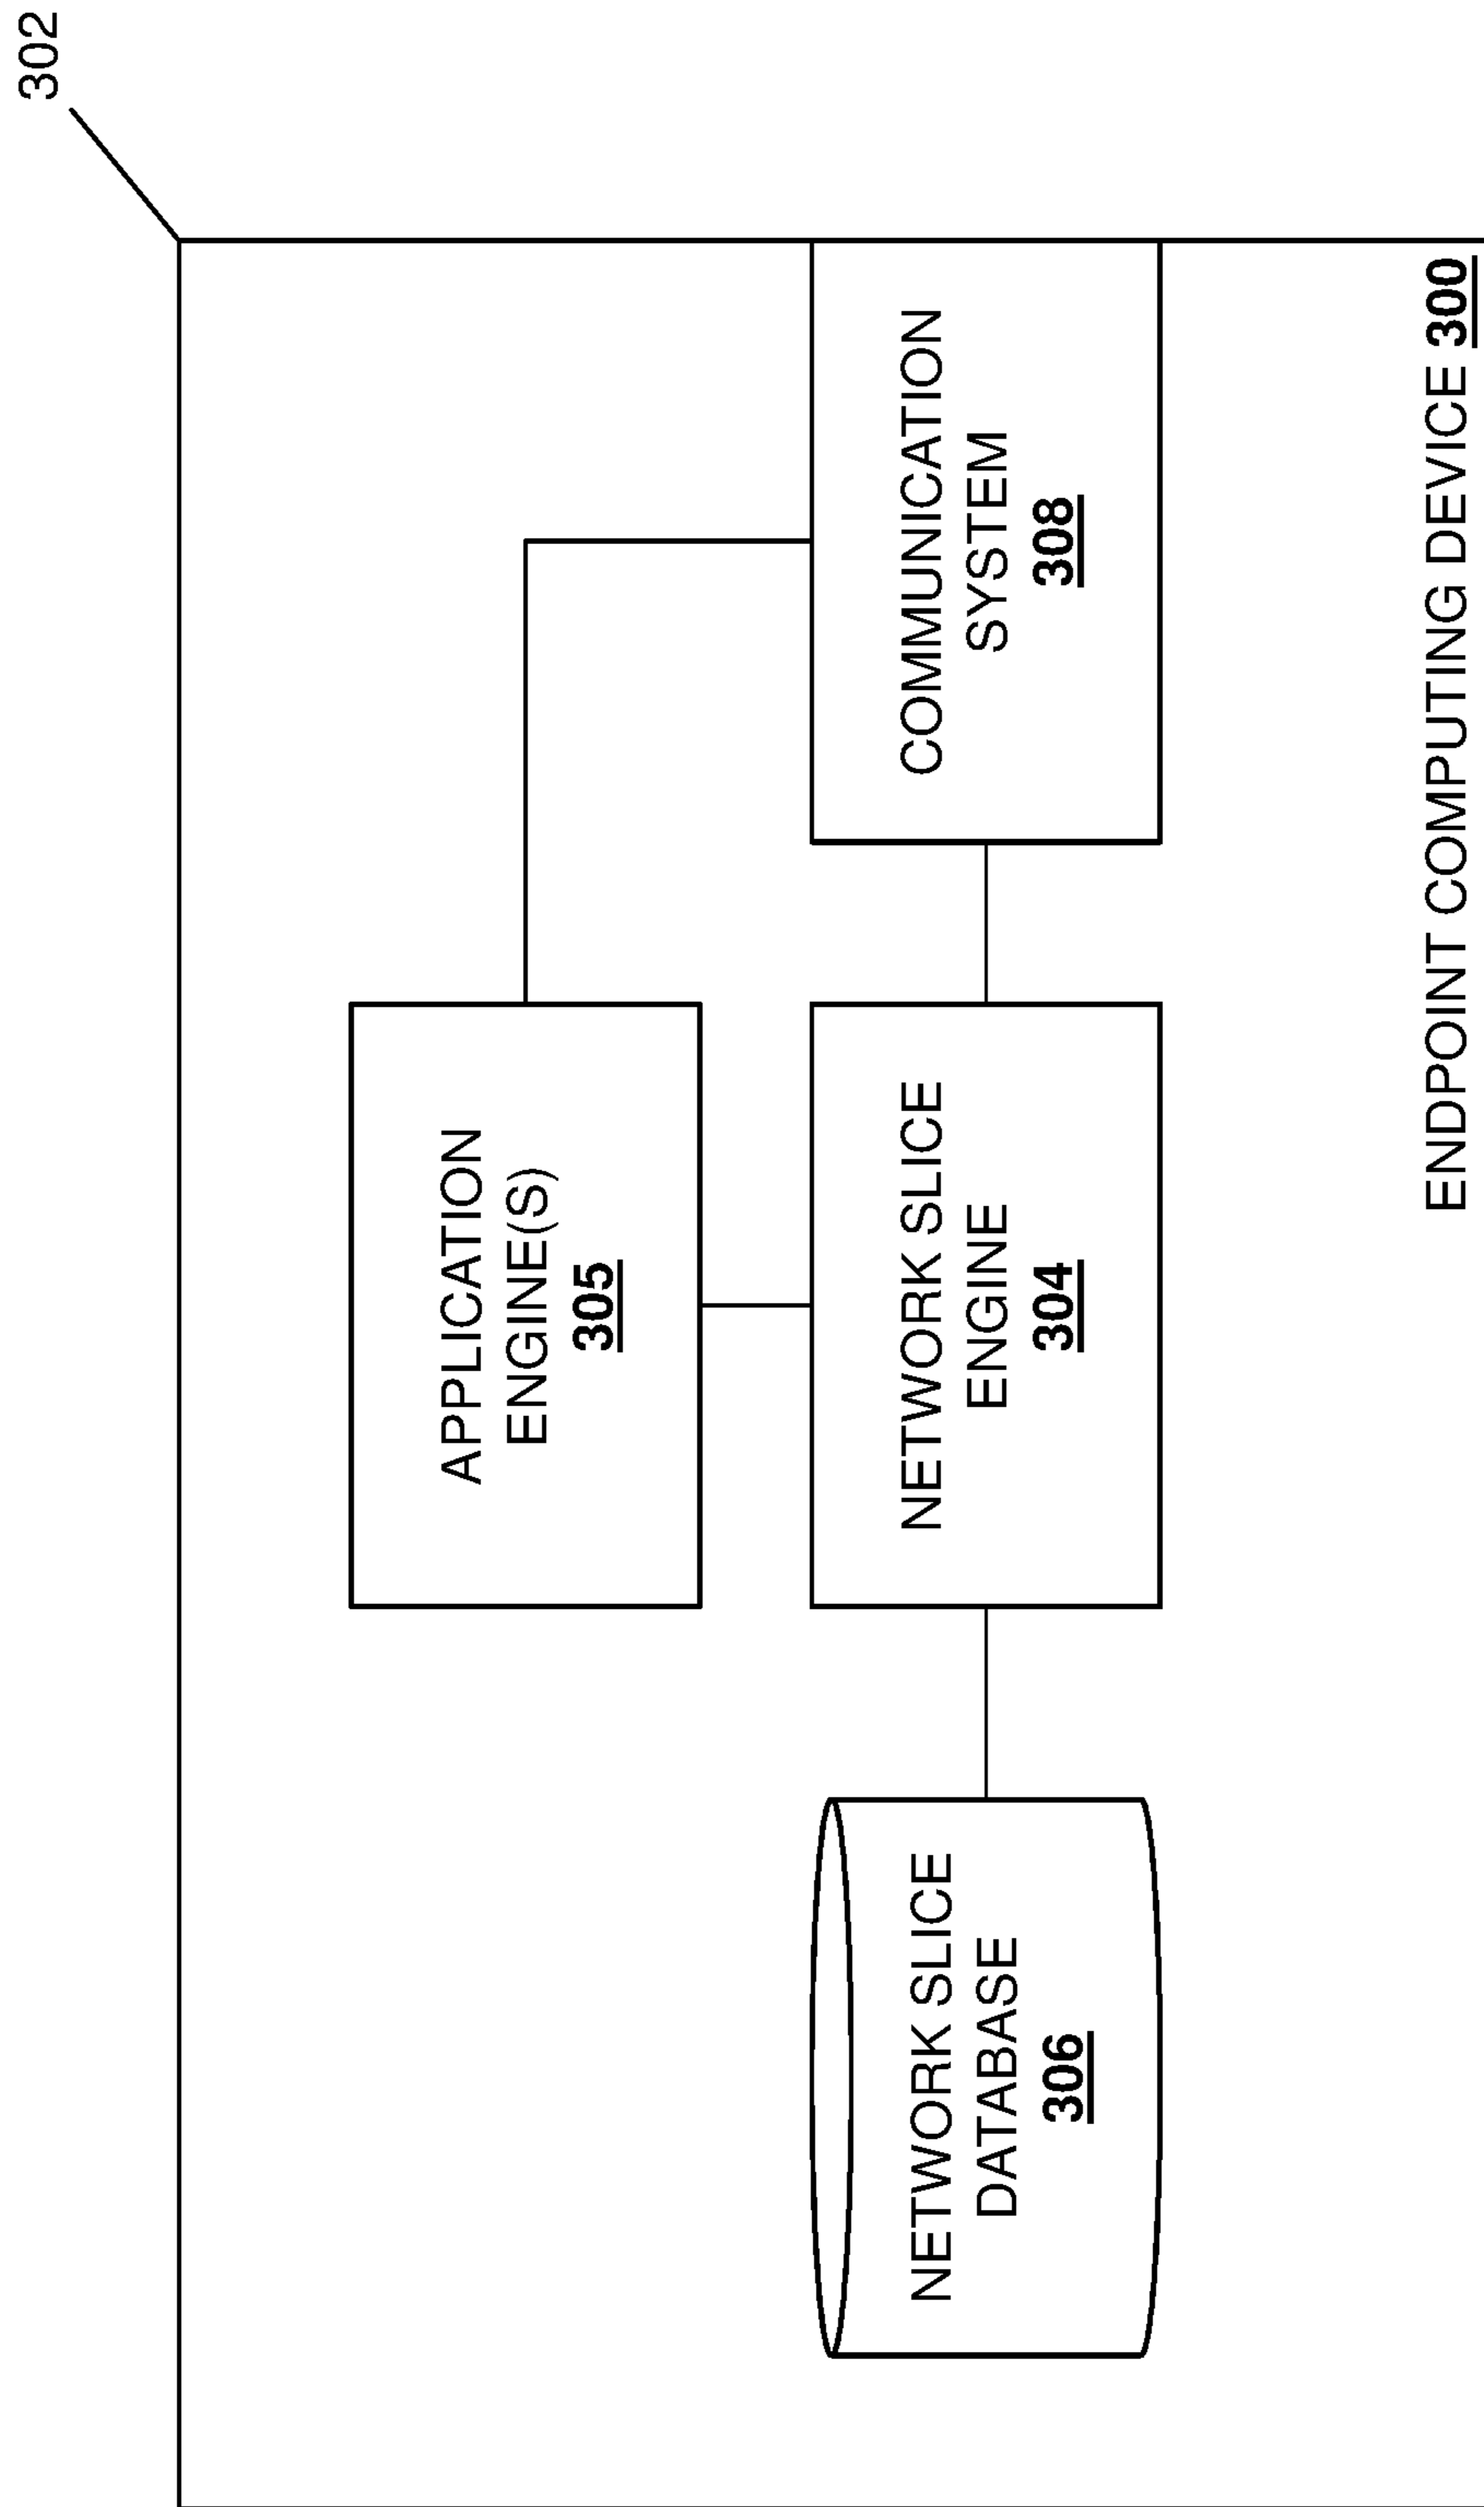 302
APPLICATION
ENGINE(S)
305
NETWORK SLICE
DATABASE
306
NETWORK SLICE
ENGINE
304
COMMUNICATION
SYSTEM
308
ENDPOINT COMPUTING DEVICE 300